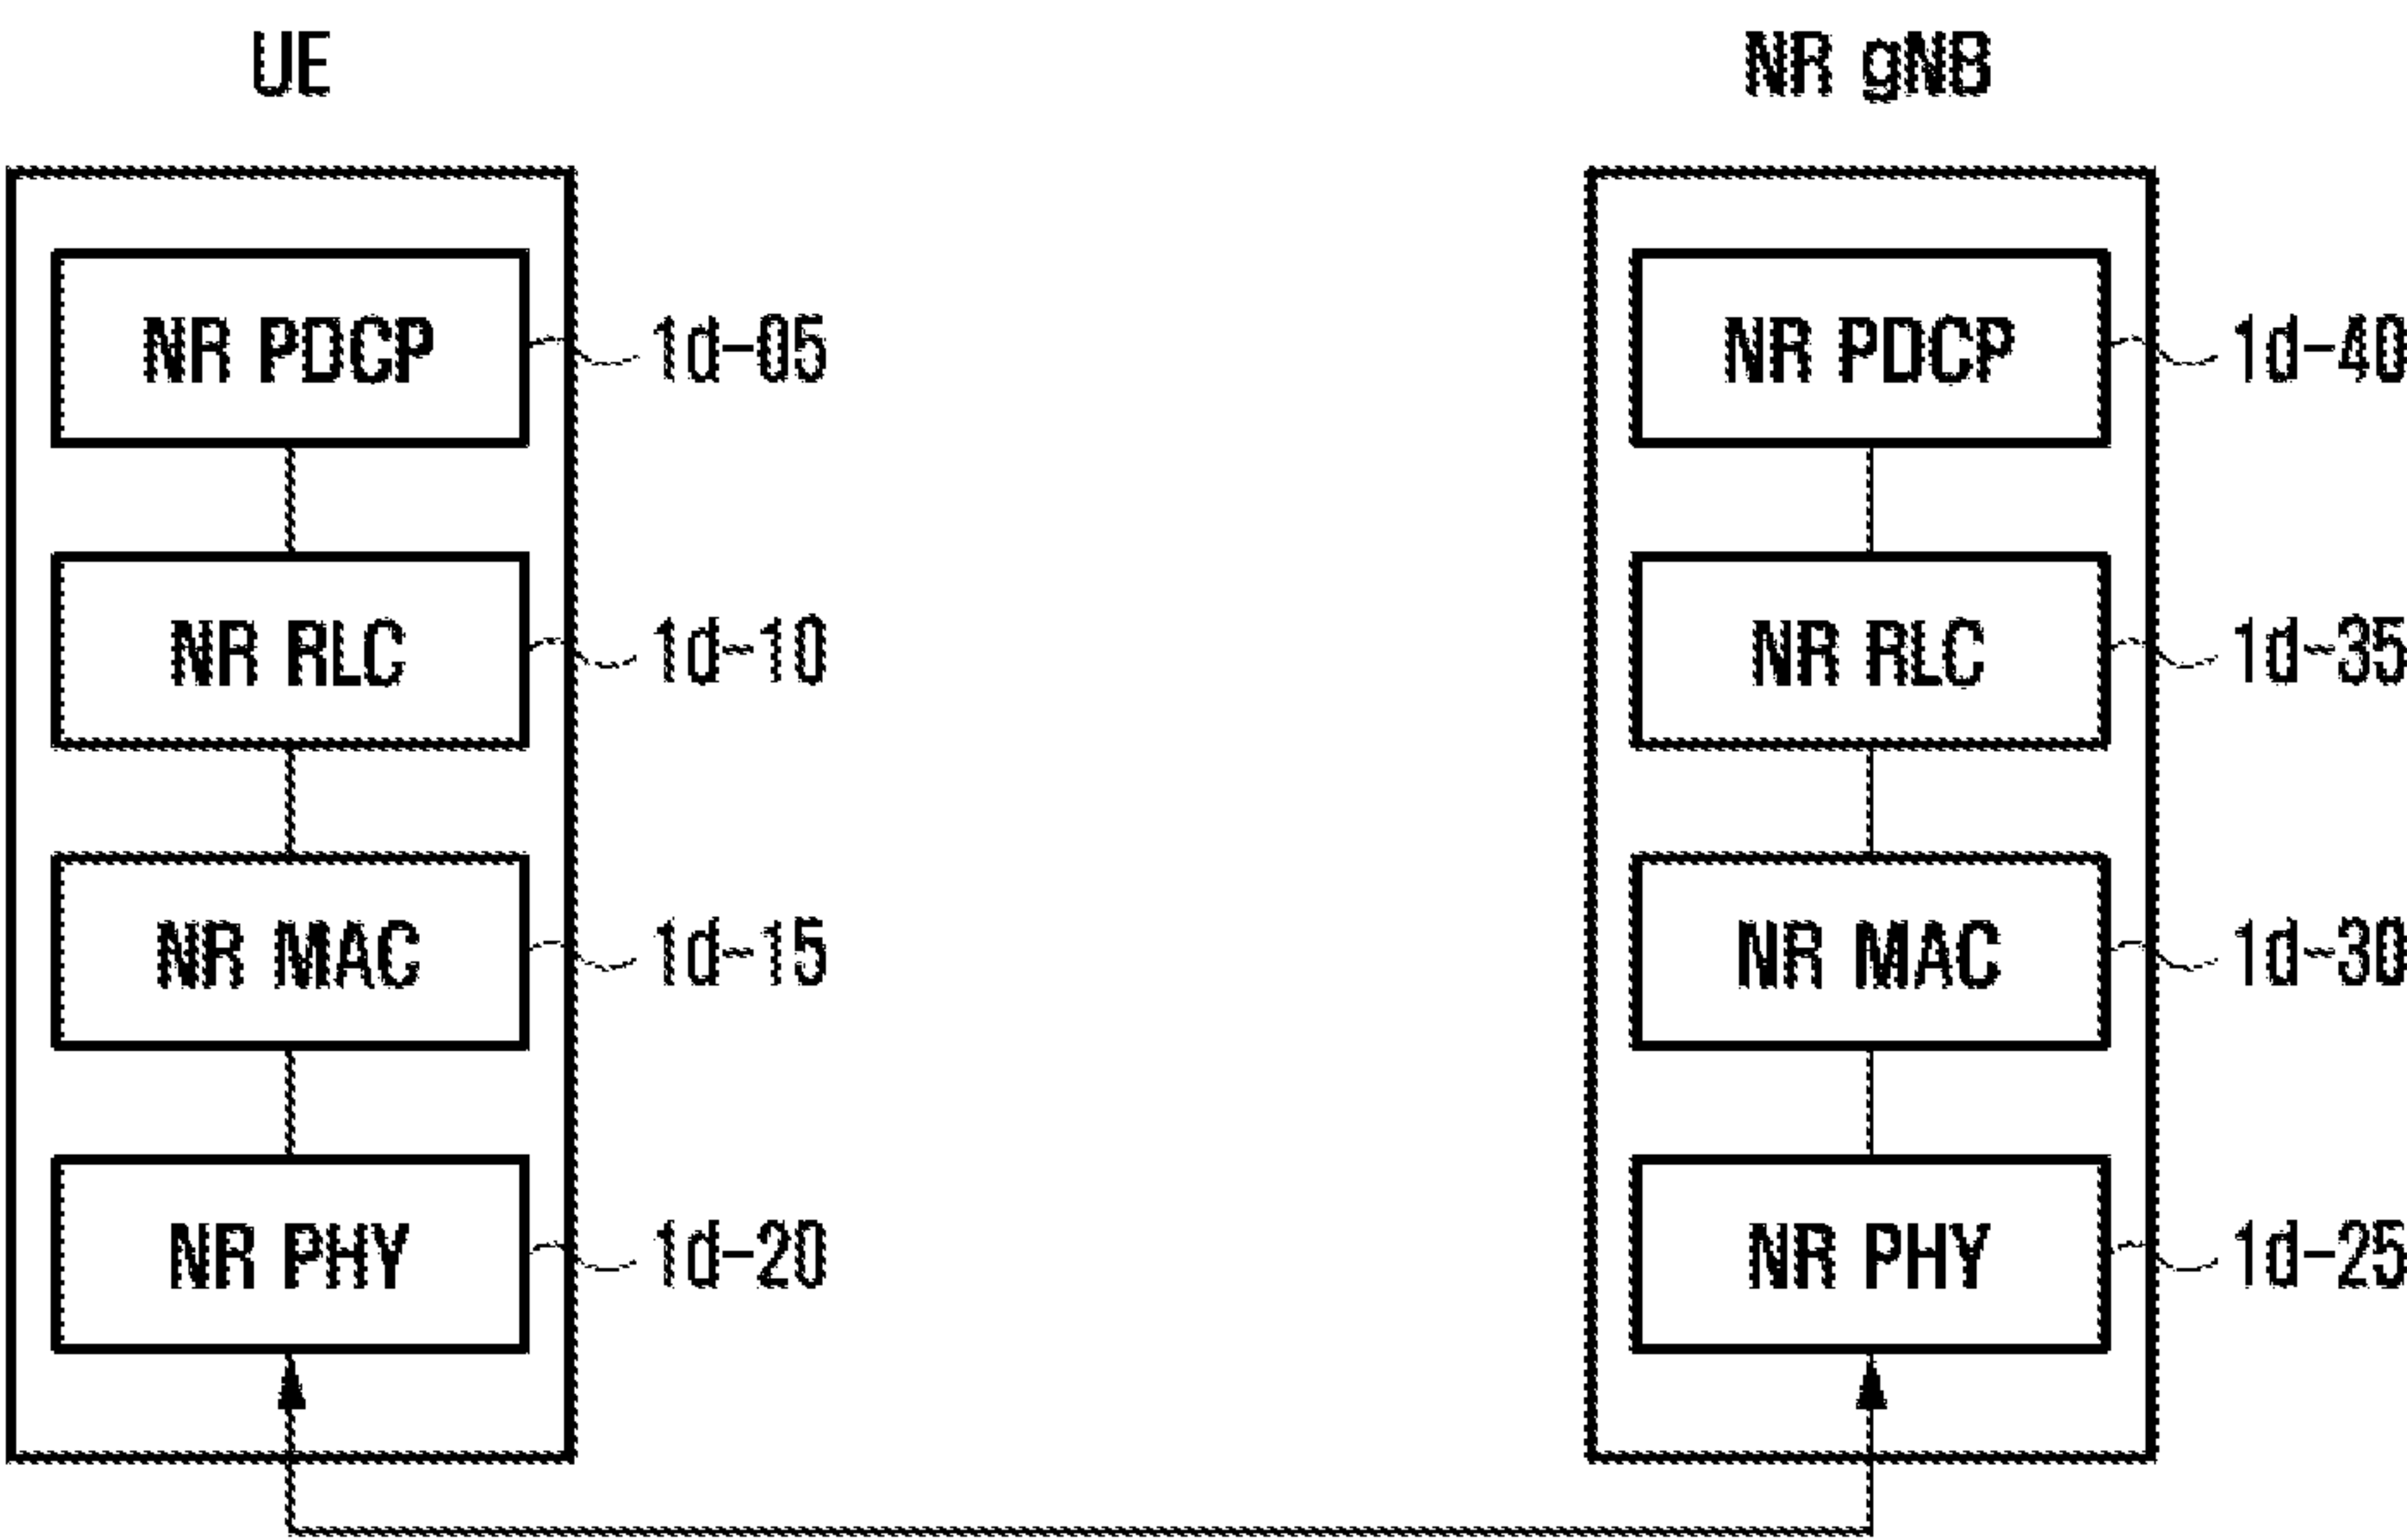 UE
NR gNB
NR PDCP
1d-05
NR PDCP
1d-40
NR RLC
1d-10
NR RLC
1d-35
NR MAC
1d-15
NR MAC
1d-30
NR PHY
1d-20
NR PHY
1d-25